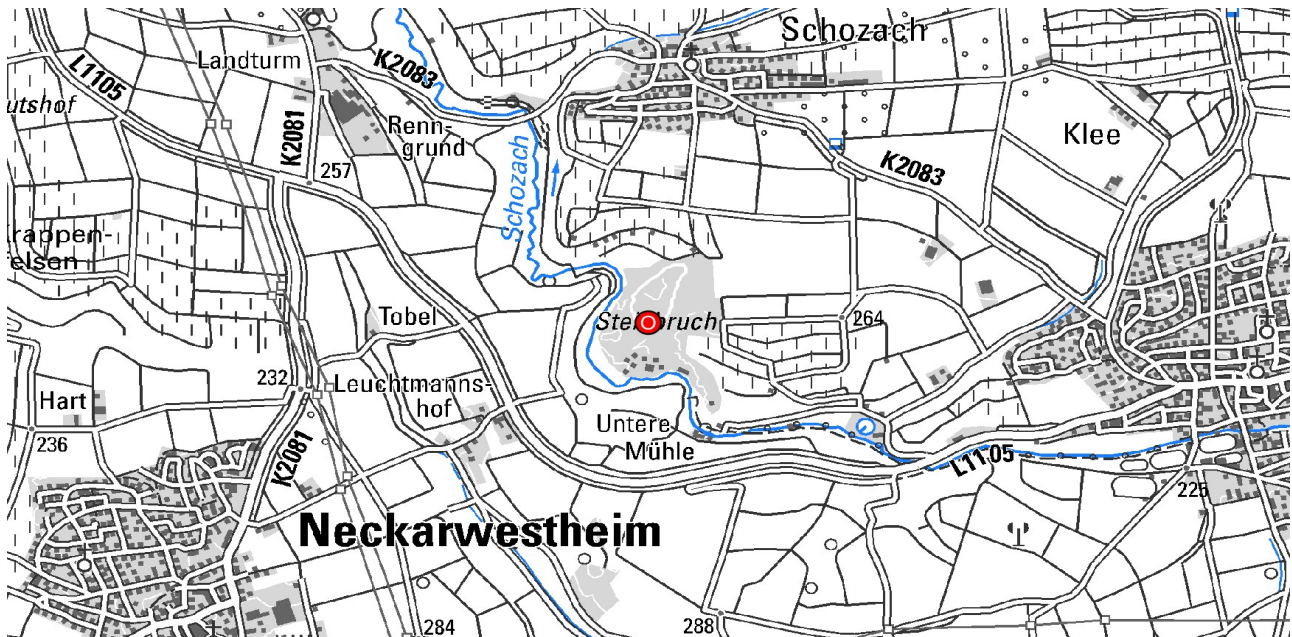 Schozach
Landturm
K2083
L1105
utshof
K2081
Renn-
grund
Klee
K2083
257
Schozach
rappen-
felsen
Tobel
264
232
Leuchtmanns-
hof
Hart
236
K2081
Untere
Mühle
L1105
225
Neckarwestheim
284
288